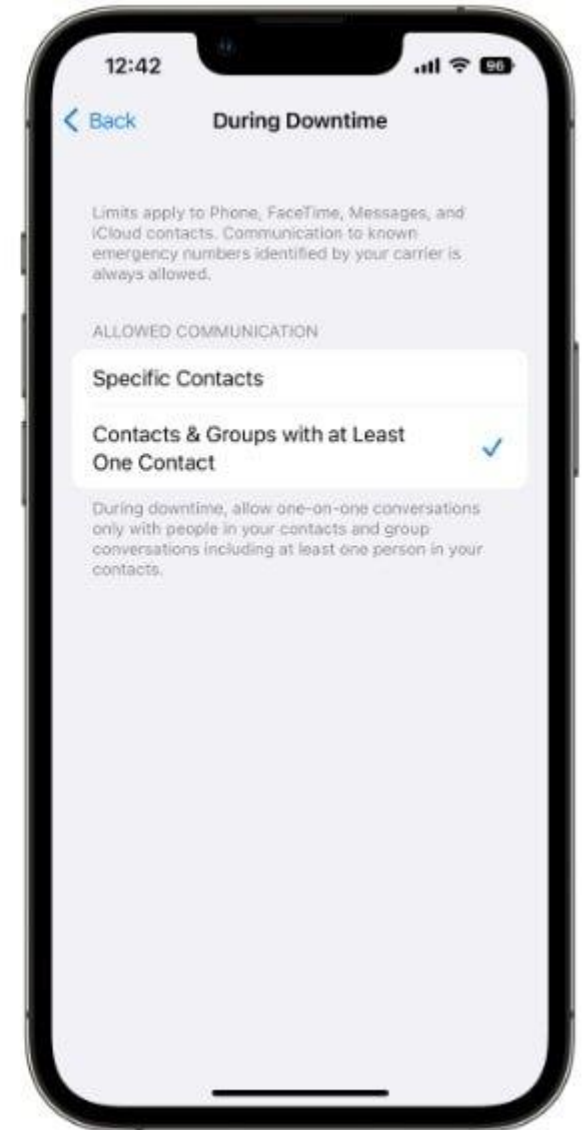 12:42
96
Back
During Downtime
Limits apply to Phone, FaceTime, Messages, and
iCloud contacts. Communication to known
emergency numbers identified by your carrier is
always allowed.
ALLOWED COMMUNICATION
Specific Contacts
Contacts & Groups with at Least
One Contact
During downtime, allow one-on-one conversations
only with people in your contacts and group
conversations including at least one person in your
contacts.